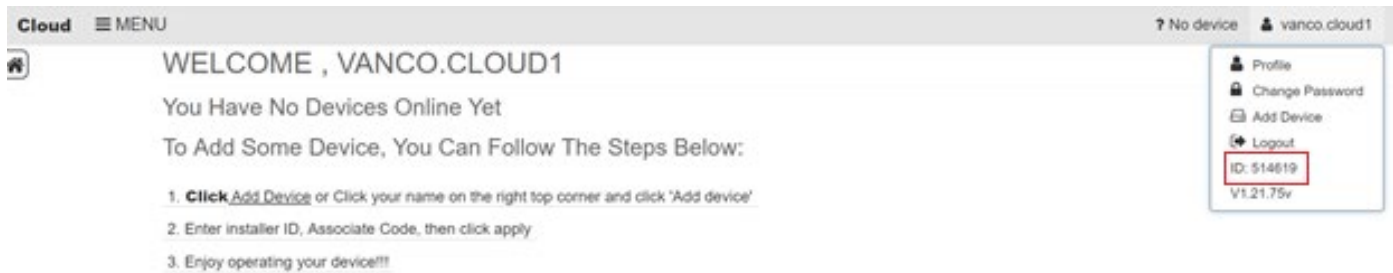 Cloud MENU ? No device vanco.cloud1
WELCOME , VANCO.CLOUD1
You Have No Devices Online Yet
To Add Some Device, You Can Follow The Steps Below:
1. Click Add Device or Click your name on the right top corner and click 'Add device'
2. Enter installer ID, Associate Code, then click apply
3. Enjoy operating your device!!!
Profile
Change Password
Add Device
Logout
ID: 514619
V1.21.75v